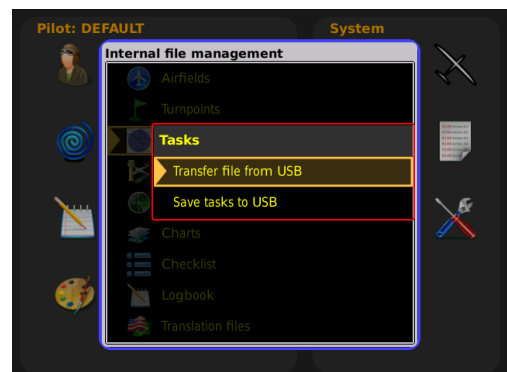 Pilot: DEFAULT
System
Internal file management
Airfields
Turnpoints
Tasks
Transfer file from USB
Save tasks to USB
Charts
Checklist
Logbook
Translation files